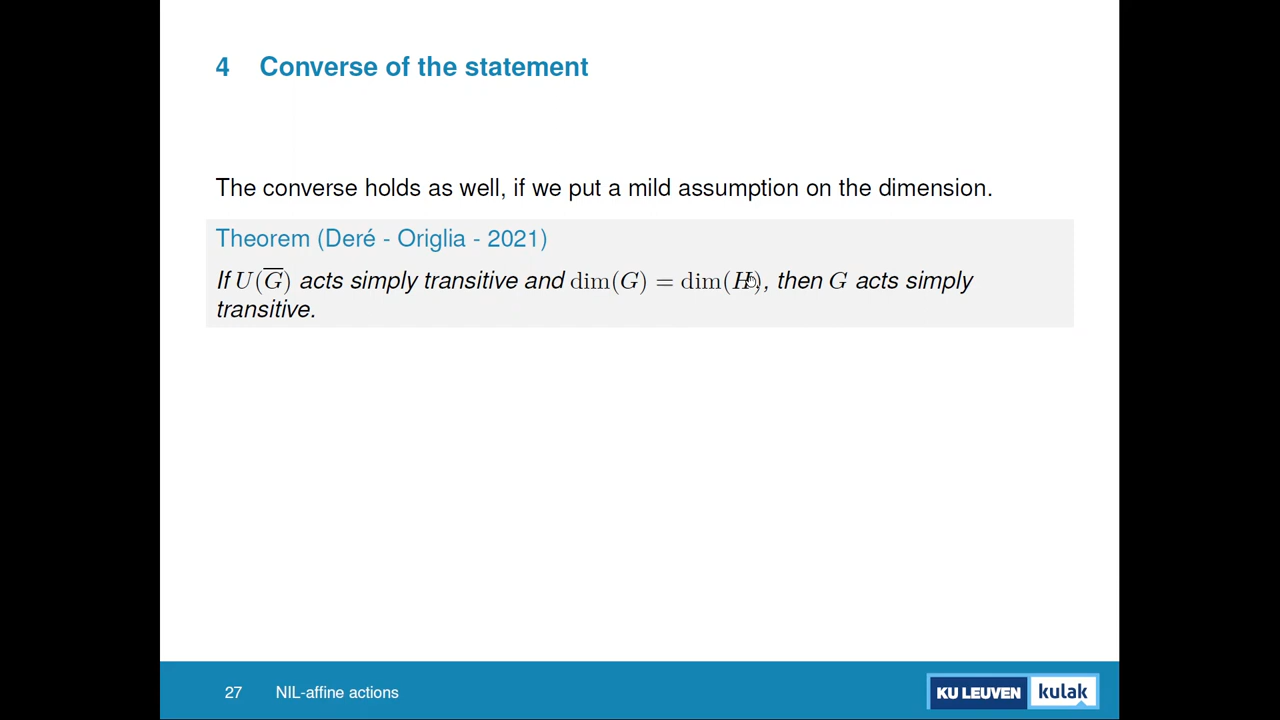 4 Converse of the statement
The converse holds as well, if we put a mild assumption on the dimension.
Theorem (Deré - Origlia - 2021)
If U(G̅) acts simply transitive and dim(G) = dim(H), then G acts simply
transitive.
27 NIL-affine actions
KU LEUVEN kulak